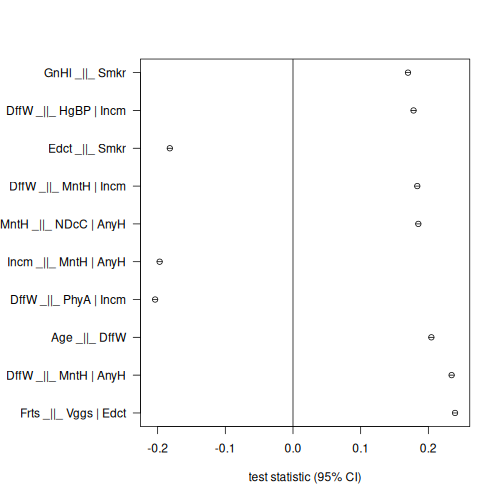 GnHl _||_ Smkr
DffW _||_ HgBP | Incm
Edct _||_ Smkr
DffW _||_ MntH | Incm
MntH _||_ NDcC | AnyH
Incm _||_ MntH | AnyH
DffW _||_ PhyA | Incm
Age _||_ DffW
DffW _||_ MntH | AnyH
Frts _||_ Vggs | Edct
-0.2 -0.1 0.0 0.1 0.2
test statistic (95% CI)